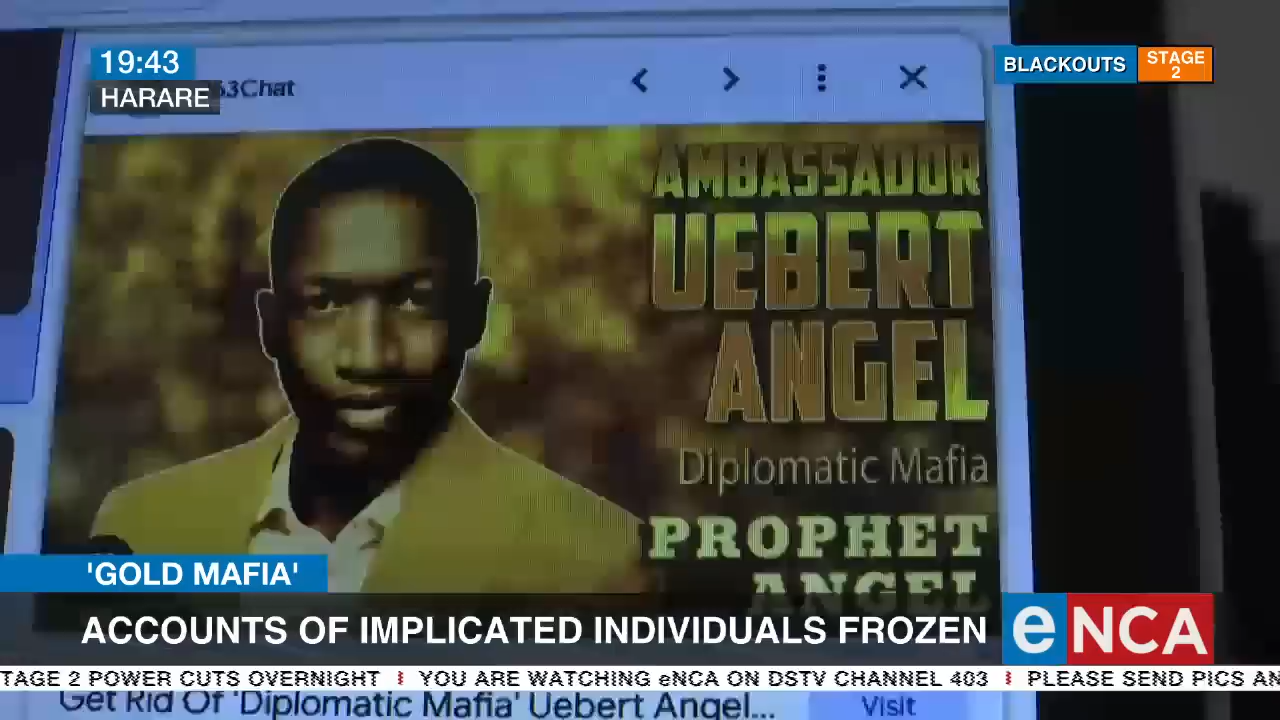 19:43
HARARE
63Chat
BLACKOUTS
STAGE
2
AMBASSADOR
UEBERT
ANGEL
Diplomatic Mafia
PROPHET
ANGEL
'GOLD MAFIA'
ACCOUNTS OF IMPLICATED INDIVIDUALS FROZEN
eNCA
TAGE 2 POWER CUTS OVERNIGHT
YOU ARE WATCHING eNCA ON DSTV CHANNEL 403
PLEASE SEND PICS AN
Get Rid Of 'Diplomatic Mafia' Uebert Angel...
Visit